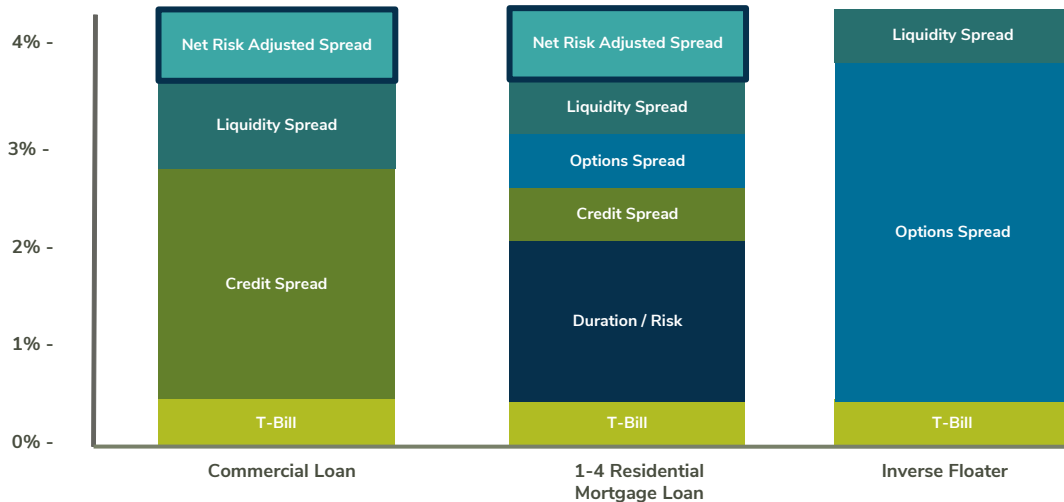 4% -
3% -
2% -
1% -
0% -
Net Risk Adjusted Spread
Liquidity Spread
Credit Spread
T-Bill
Commercial Loan
Net Risk Adjusted Spread
Liquidity Spread
Options Spread
Credit Spread
Duration / Risk
T-Bill
1-4 Residential
Mortgage Loan
Liquidity Spread
Options Spread
T-Bill
Inverse Floater